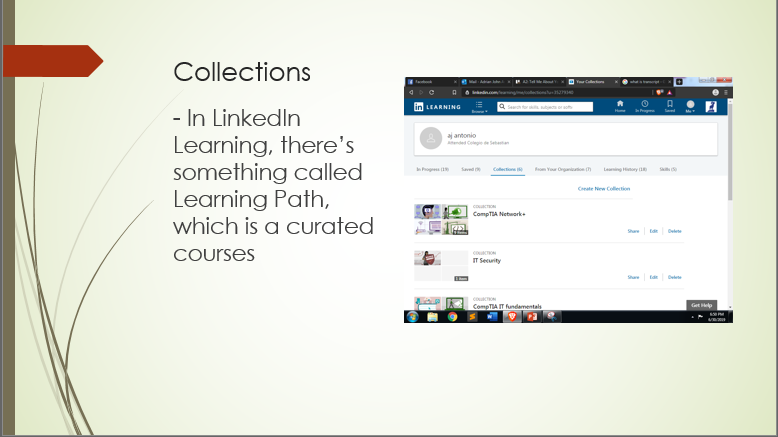 Collections
- In LinkedIn
Learning, there’s
something called
Learning Path,
which is a curated
courses
Facebook
Mail - Adrian John
A2: Tell Me About
Your Collections
what is transcript
linkedin.com/learning/me/collections?u=35279340
in LEARNING
Browse
Search for skills, subjects or software
Home
In Progress
Saved
Me
aj antonio
Attended Colegio de Sebastian
In Progress (19)
Saved (9)
Collections (6)
From Your Organization (7)
Learning History (18)
Skills (5)
Create New Collection
COLLECTION
CompTIA Network+
Share
Edit
Delete
COLLECTION
IT Security
Share
Edit
Delete
COLLECTION
CompTIA IT fundamentals
Get Help